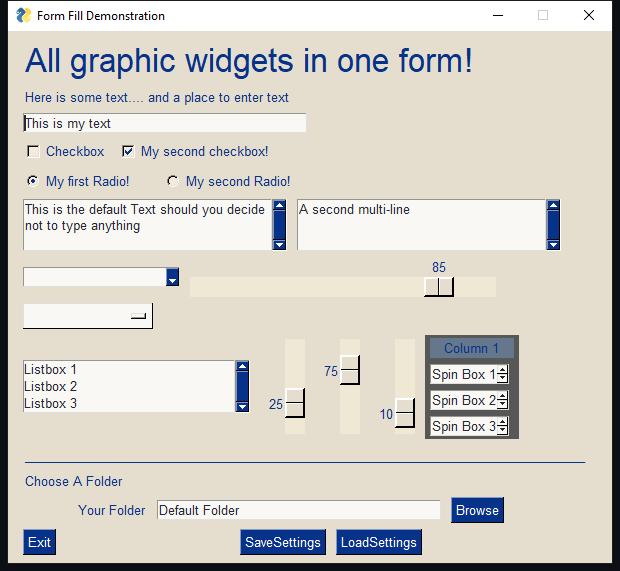 Form Fill Demonstration
All graphic widgets in one form!
Here is some text.... and a place to enter text
This is my text
Checkbox My second checkbox!
My first Radio! My second Radio!
This is the default Text should you decide
not to type anything
A second multi-line
85
Listbox 1
Listbox 2
Listbox 3
25
75
10
Column 1
Spin Box 1
Spin Box 2
Spin Box 3
Choose A Folder
Your Folder Default Folder Browse
Exit SaveSettings LoadSettings